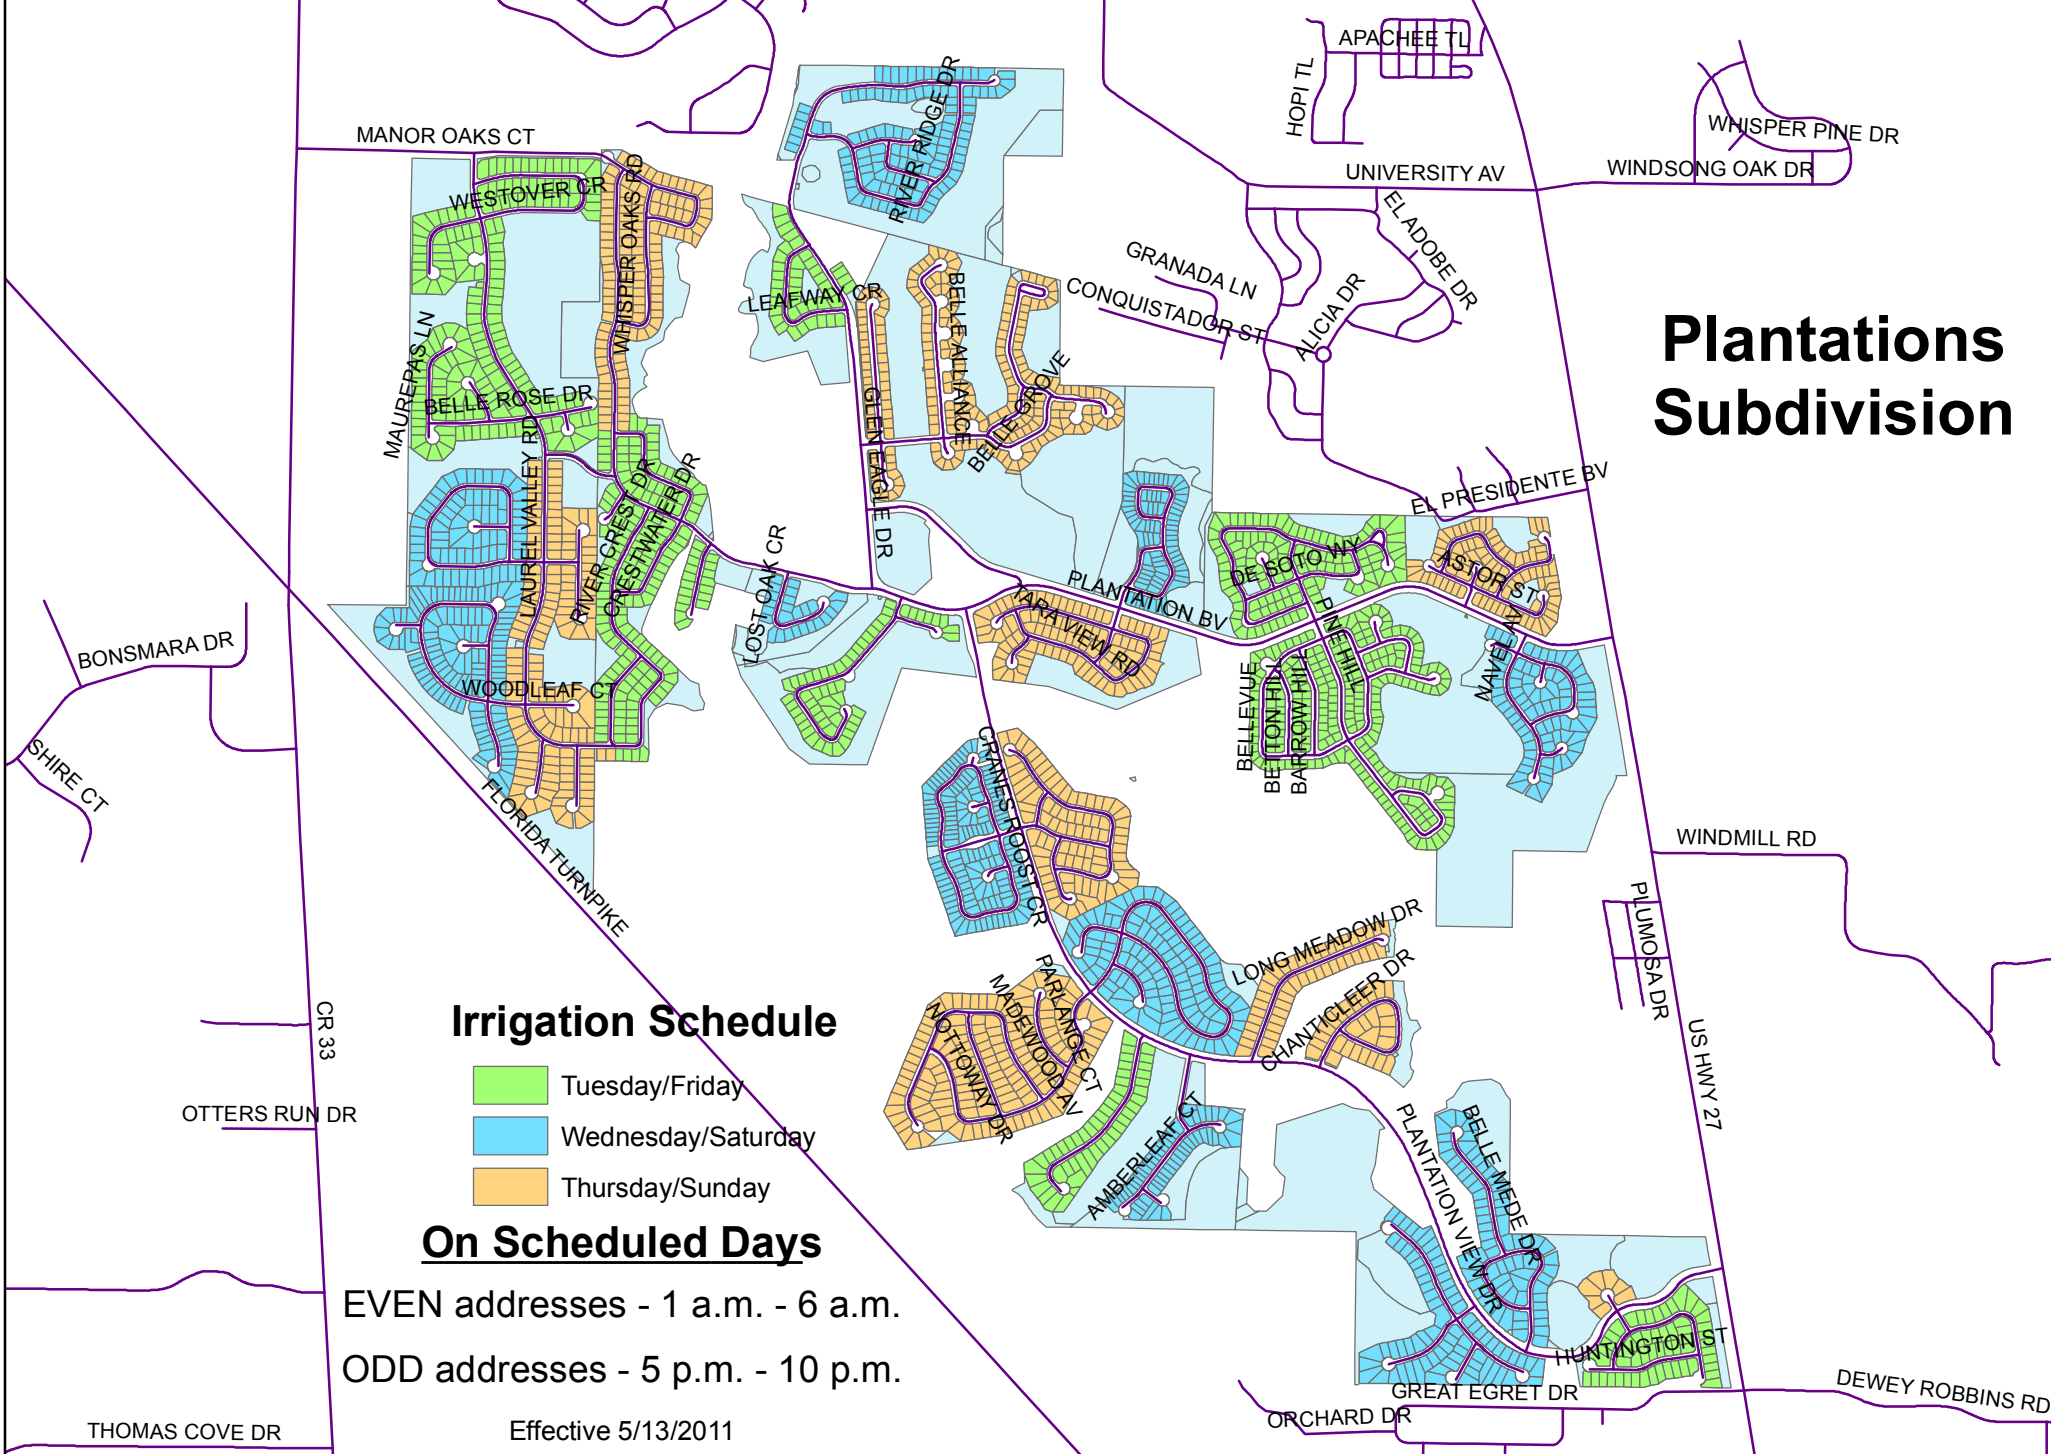 APACHEE TL
HOPI TL
WHISPER PINE DR
MANOR OAKS CT
UNIVERSITY AV
WINDSONG OAK DR
RIVER RIDGE DR
WESTOVER CR
WHISPER OAKS RD
EL ADOBE DR
GRANADA LN
CONQUISTADOR ST
ALICIA DR
LEAFWAY CR
BELLE ALLIANCE
Plantations
Subdivision
MAUREPAS LN
BELLE ROSE DR
GLEN EAGLE DR
BELLE GROVE
LAUREL VALLEY RD
RIVER CREST DR
CRESTWATER DR
EL PRESIDENTE BV
LOST OAK CR
PLANTATION BV
TARA VIEW RD
DE SOTO WY
ASTOR ST
PINE HILL
NAVEL AV
BONSMARA DR
WOODLEAF CT
BELLEVUE
BETTON HILL
BARROW HILL
SHIRE CT
FLORIDA TURNPIKE
CRANES ROOST CR
WINDMILL RD
PLUMOSA DR
LONG MEADOW DR
CHANTICLEER DR
PARLANGE CT
MADEWOOD AV
NOTTOWAY DR
CR 33
US HWY 27
Irrigation Schedule
Tuesday/Friday
Wednesday/Saturday
Thursday/Sunday
OTTERS RUN DR
AMBERLEAF CT
PLANTATION VIEW DR
BELLE MEDE DR
On Scheduled Days
EVEN addresses - 1 a.m. - 6 a.m.
ODD addresses - 5 p.m. - 10 p.m.
Effective 5/13/2011
HUNTINGTON ST
GREAT EGRET DR
ORCHARD DR
DEWEY ROBBINS RD
THOMAS COVE DR